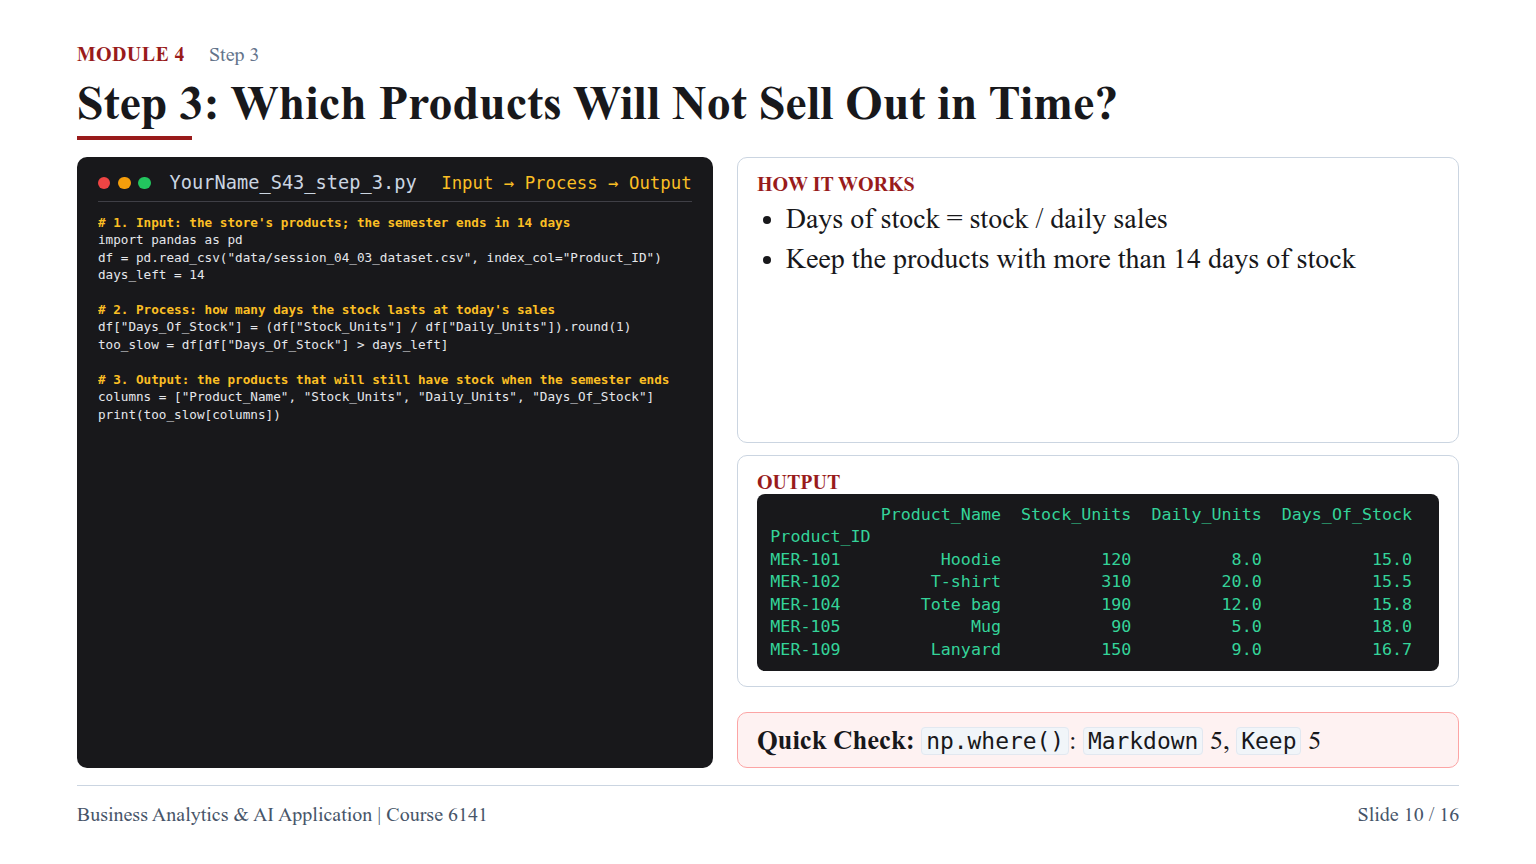 MODULE 4 Step 3
Step 3: Which Products Will Not Sell Out in Time?
YourName_S43_step_3.py Input → Process → Output
# 1. Input: the store's products; the semester ends in 14 days
import pandas as pd
df = pd.read_csv("data/session_04_03_dataset.csv", index_col="Product_ID")
days_left = 14
# 2. Process: how many days the stock lasts at today's sales
df["Days_Of_Stock"] = (df["Stock_Units"] / df["Daily_Units"]).round(1)
too_slow = df[df["Days_Of_Stock"] > days_left]
# 3. Output: the products that will still have stock when the semester ends
columns = ["Product_Name", "Stock_Units", "Daily_Units", "Days_Of_Stock"]
print(too_slow[columns])
HOW IT WORKS
• Days of stock = stock / daily sales
• Keep the products with more than 14 days of stock
OUTPUT
Product_Name Stock_Units Daily_Units Days_Of_Stock
Product_ID
MER-101 Hoodie 120 8.0 15.0
MER-102 T-shirt 310 20.0 15.5
MER-104 Tote bag 190 12.0 15.8
MER-105 Mug 90 5.0 18.0
MER-109 Lanyard 150 9.0 16.7
Quick Check: np.where(): Markdown 5, Keep 5
Business Analytics & AI Application | Course 6141
Slide 10 / 16